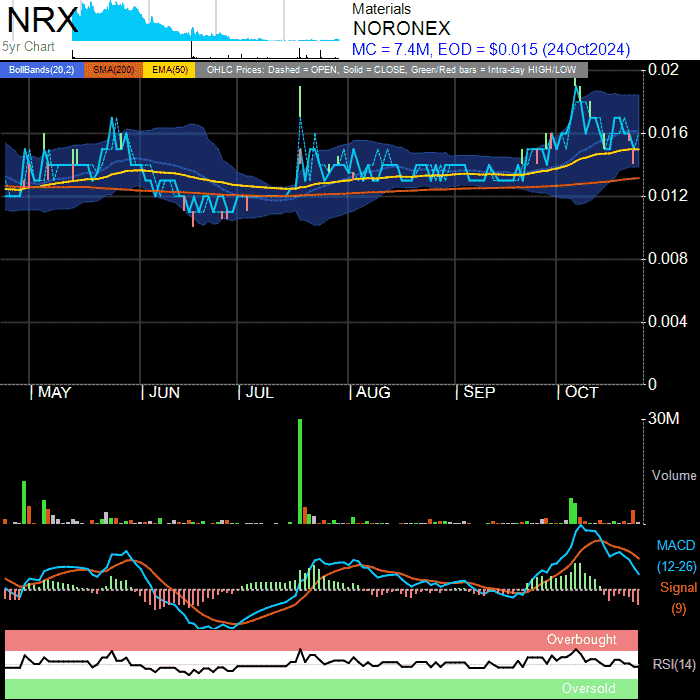 NRX
Materials
NORONEX
5yr Chart
MC = 7.4M, EOD = $0.015 (24Oct2024)
BollBands(20,2) SMA(200) EMA(50) OHLC Prices: Dashed = OPEN, Solid = CLOSE, Green/Red bars = Intra-day HIGH/LOW
0.02
0.016
0.012
0.008
0.004
0
| MAY | JUN | JUL | AUG | SEP | OCT
30M
Volume
MACD
(12-26)
Signal
(9)
Overbought
RSI(14)
Oversold